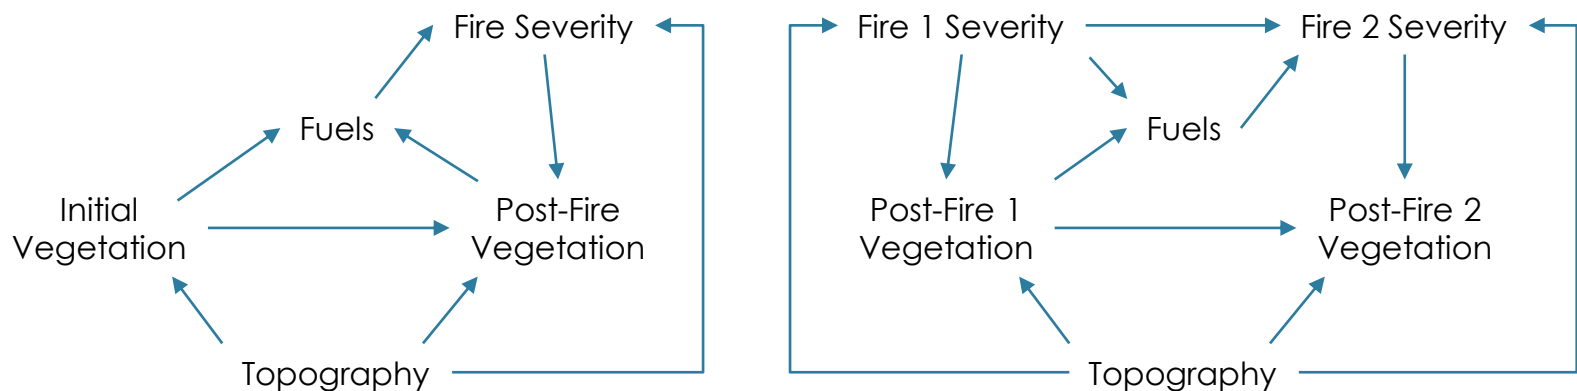 Fire Severity
Fuels
Initial
Vegetation
Post-Fire
Vegetation
Topography
Fire 1 Severity
Fire 2 Severity
Fuels
Post-Fire 1
Vegetation
Post-Fire 2
Vegetation
Topography